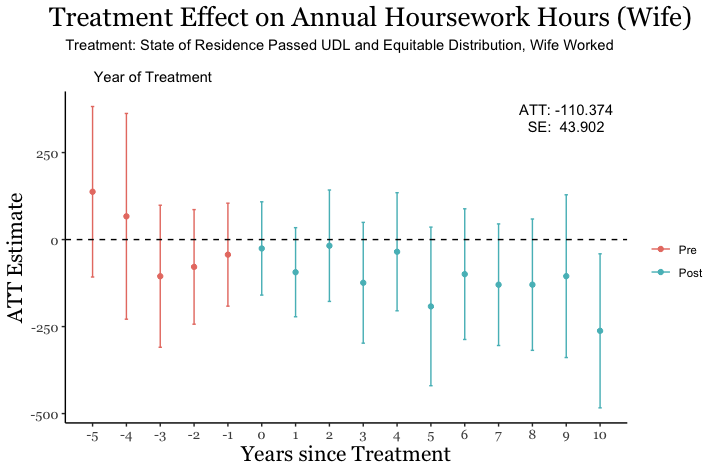 Treatment Effect on Annual Hoursework Hours (Wife)
Treatment: State of Residence Passed UDL and Equitable Distribution, Wife Worked
Year of Treatment
ATT: -110.374
SE: 43.902
ATT Estimate
250
0
-250
-500
Pre
Post
-5 -4 -3 -2 -1 0 1 2 3 4 5 6 7 8 9 10
Years since Treatment